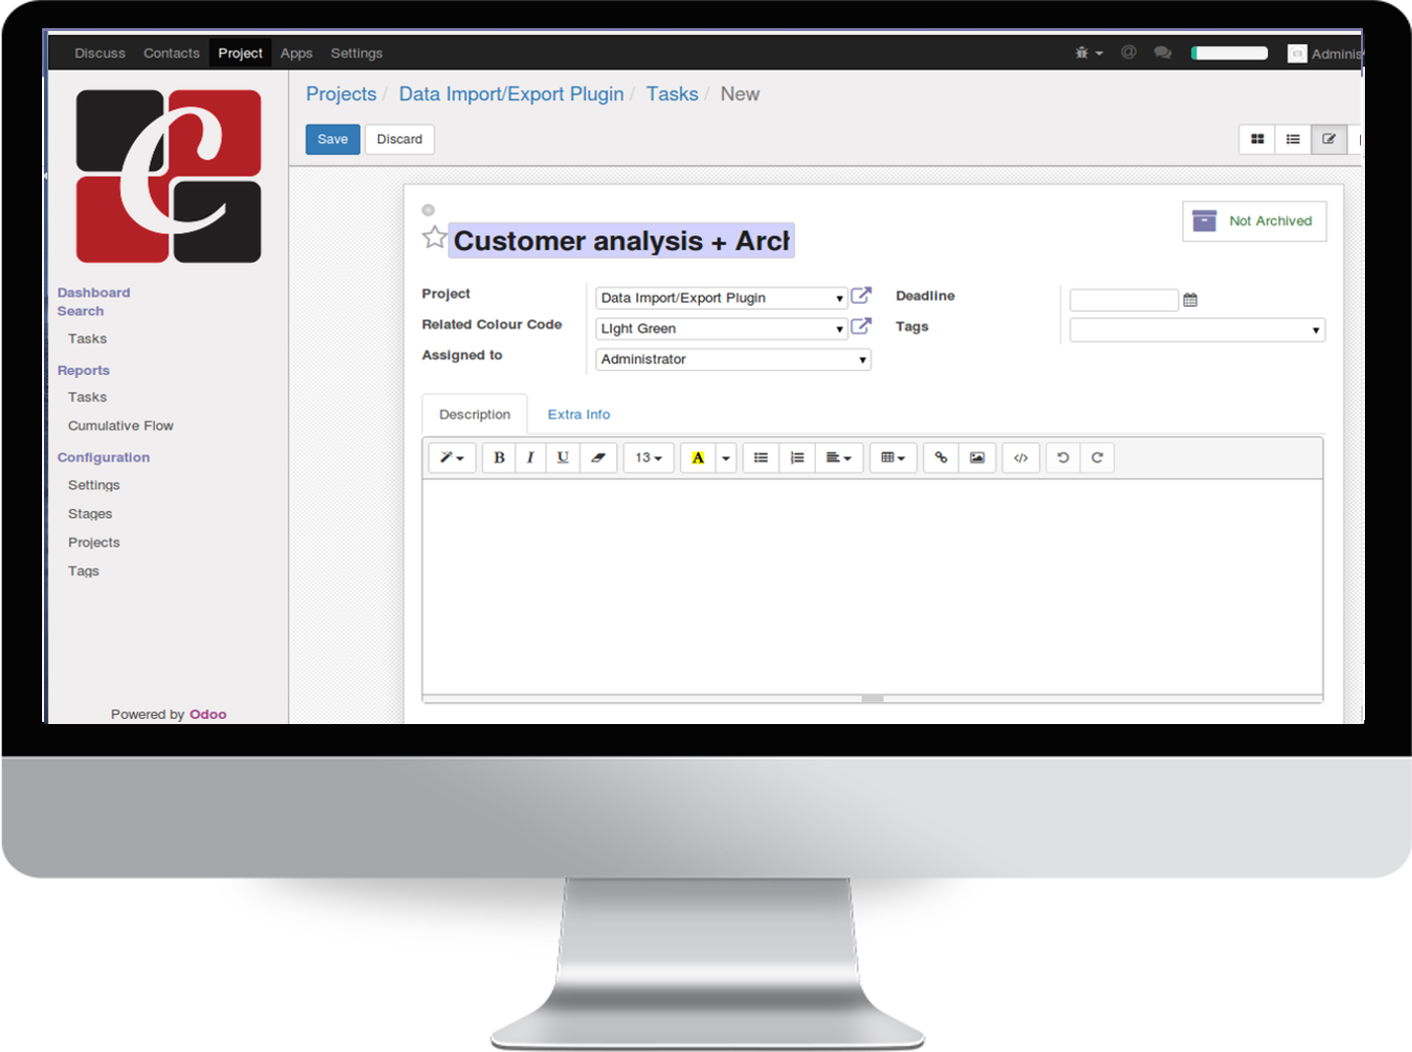 Discuss Contacts Project Apps Settings
@
Projects / Data Import/Export Plugin / Tasks / New
Save Discard
C
Dashboard
Search
Tasks
Reports
Tasks
Cumulative Flow
Configuration
Settings
Stages
Projects
Tags
Powered by Odoo
Not Archived
Customer analysis +
Project Data Import/Export Plugin
Related Colour Code LIght Green
Assigned to Administrator
Deadline
Tags
Description Extra Info
B I U 13 A </>